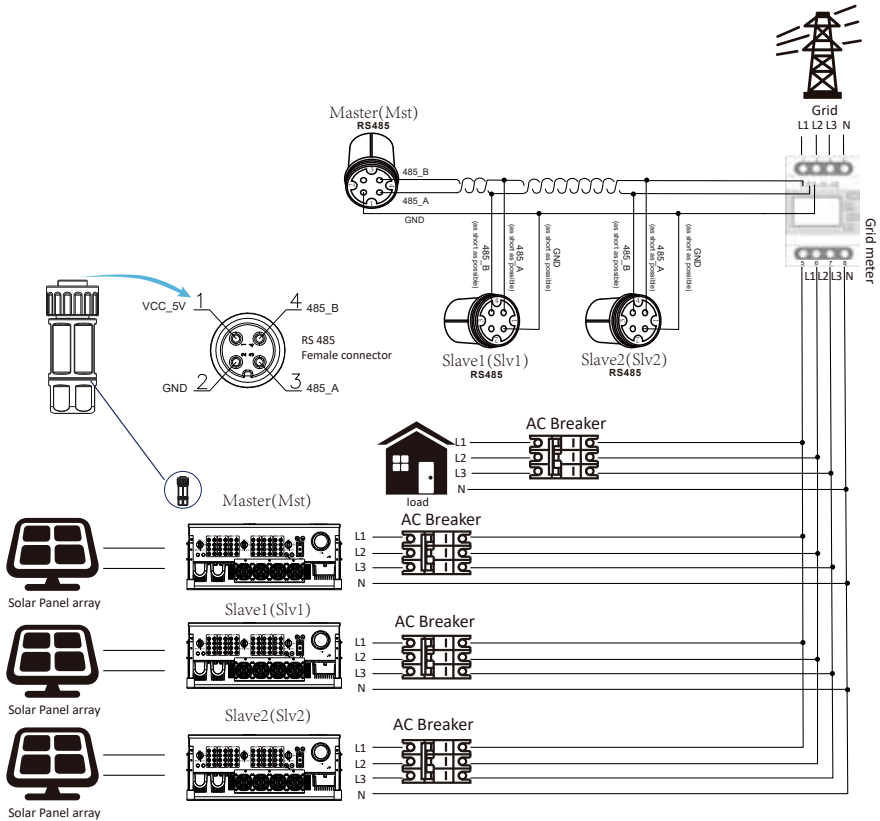 Grid
L1 L2 L3 N
Master(Mst)
RS485
485_B
485_A
GND
Grid meter
5 6 7 8
L1 L2 L3 N
485_B
(as short as possible)
485_A
(as short as possible)
GND
(as short as possible)
485_B
(as short as possible)
485_A
(as short as possible)
GND
(as short as possible)
Slave1(Slv1)
RS485
Slave2(Slv2)
RS485
1
VCC_5V
4
485_B
RS 485
Female connector
GND
2
3
485_A
AC Breaker
L1
L2
L3
N
load
Master(Mst)
AC Breaker
L1
L2
L3
N
Solar Panel array
Slave1(Slv1)
AC Breaker
L1
L2
L3
N
Solar Panel array
Slave2(Slv2)
AC Breaker
L1
L2
L3
N
Solar Panel array